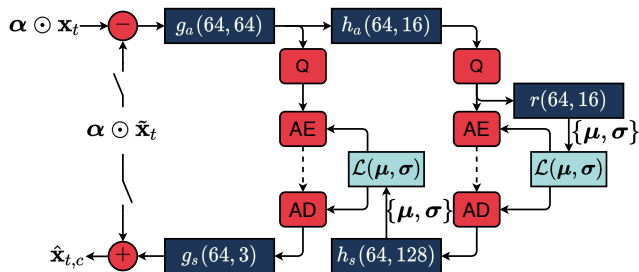 α ⊙ x_t
−
g_a(64, 64)
h_a(64, 16)
Q
Q
r(64, 16)
AE
AE
{μ, σ}
α ⊙ x̃_t
ℒ(μ, σ)
ℒ(μ, σ)
AD
{μ, σ}
AD
x̂_{t,c}
+
g_s(64, 3)
h_s(64, 128)